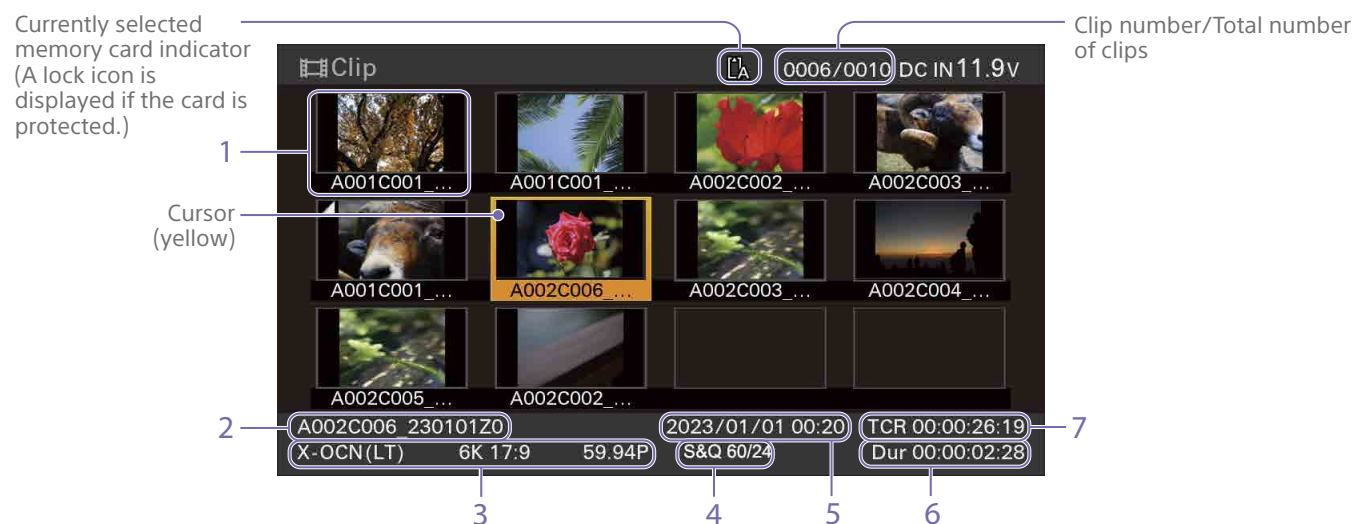 Currently selected
memory card indicator
(A lock icon is
displayed if the card is
protected.)
Clip number/Total number
of clips
Clip
A
0006/0010 DC IN 11.9V
1
A001C001_...
A001C001_...
A002C002_...
A002C003_...
Cursor
(yellow)
A001C001_...
A002C006_...
A002C003_...
A002C004_...
A002C005_...
A002C002_...
2
A002C006_230101Z0
2023/01/01 00:20
TCR 00:00:26:19
7
X-OCN(LT) 6K 17:9 59.94P
S&Q 60/24
Dur 00:00:02:28
3
4
5
6